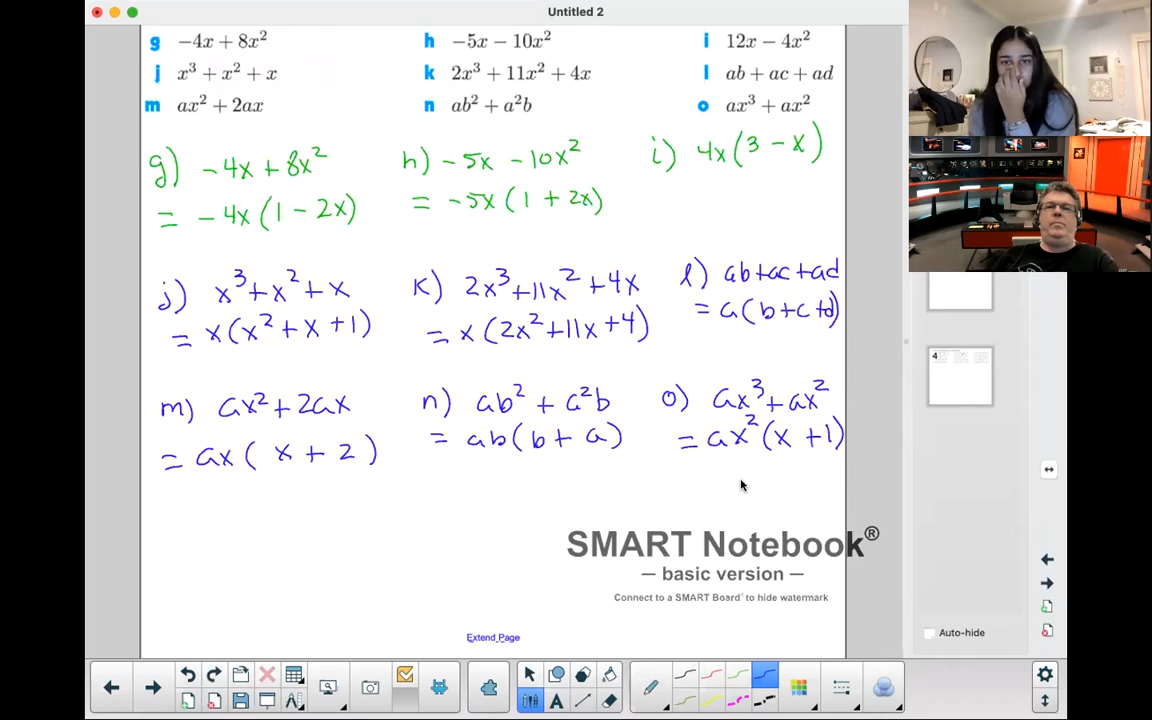 Untitled 2
g −4x + 8x² h −5x − 10x² i 12x − 4x²
j x³ + x² + x k 2x³ + 11x² + 4x l ab + ac + ad
m ax² + 2ax n ab² + a²b o ax³ + ax²
g) -4x + 8x² h) -5x - 10x² i) 4x(3 - x)
= -4x(1 - 2x) = -5x(1 + 2x)
j) x³+x²+x k) 2x³+11x²+4x l) ab+ac+ad
= x(x²+x+1) = x(2x²+11x+4) = a(b+c+d)
m) ax²+2ax n) ab² + a²b o) ax³+ax²
= ax( x + 2 ) = ab(b + a) = ax²(x +1)
4
SMART Notebook®
— basic version —
Connect to a SMART Board® to hide watermark
Extend Page
Auto-hide